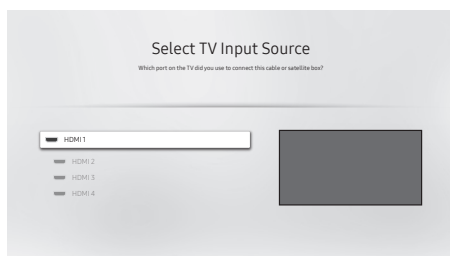 Select TV Input Source
Which port on the TV did you use to connect this cable or satellite box?
HDMI 1
HDMI 2
HDMI 3
HDMI 4